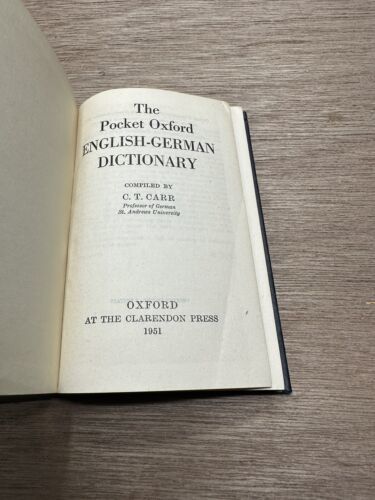 The
Pocket Oxford
ENGLISH-GERMAN
DICTIONARY
COMPILED BY
C. T. CARR
Professor of German
St. Andrews University
OXFORD
AT THE CLARENDON PRESS
1951